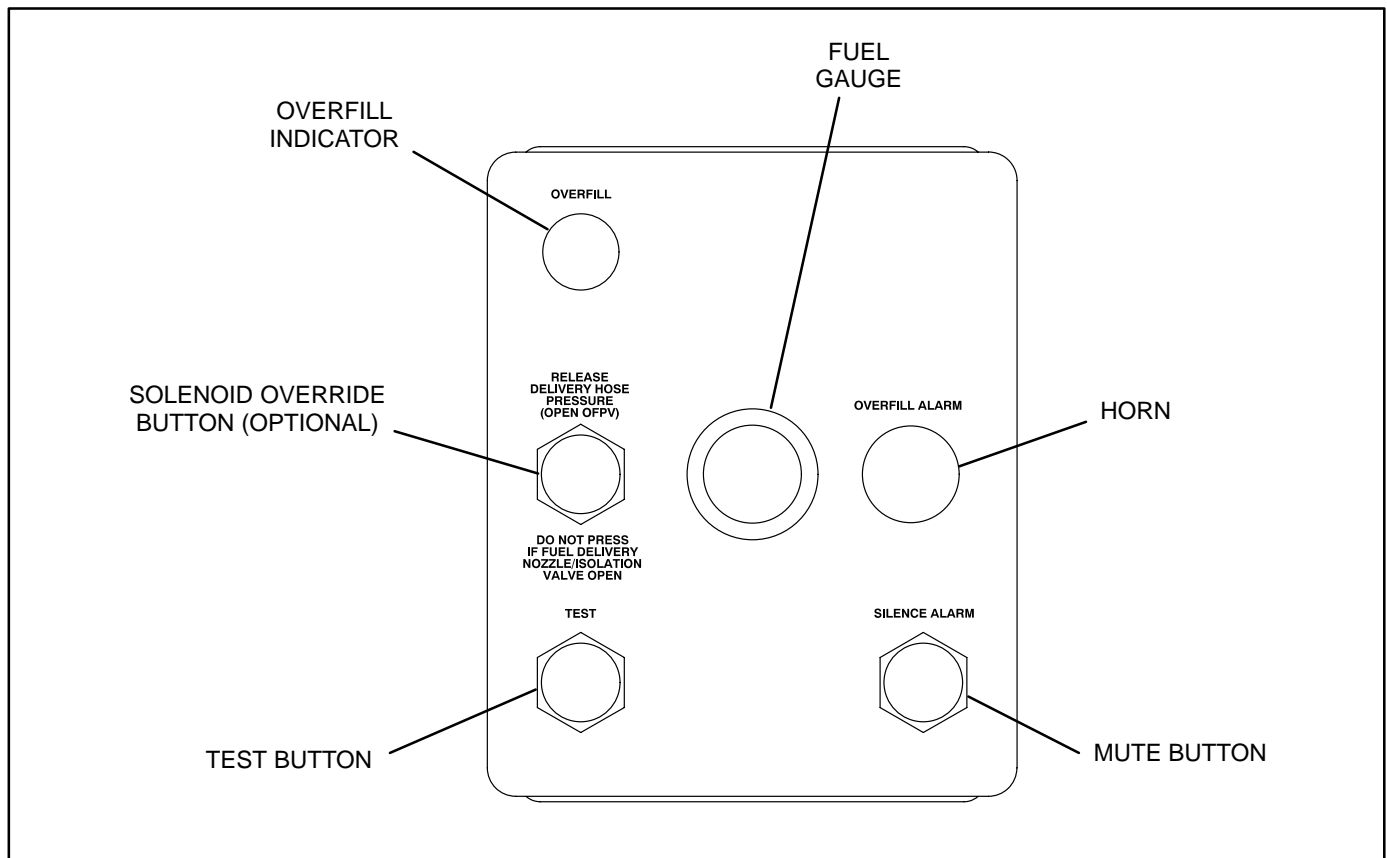 FUEL
GAUGE
OVERFILL
INDICATOR
OVERFILL
RELEASE
DELIVERY HOSE
PRESSURE
(OPEN OFPV)
SOLENOID OVERRIDE
BUTTON (OPTIONAL)
OVERFILL ALARM
HORN
DO NOT PRESS
IF FUEL DELIVERY
NOZZLE/ISOLATION
VALVE OPEN
TEST
SILENCE ALARM
TEST BUTTON
MUTE BUTTON